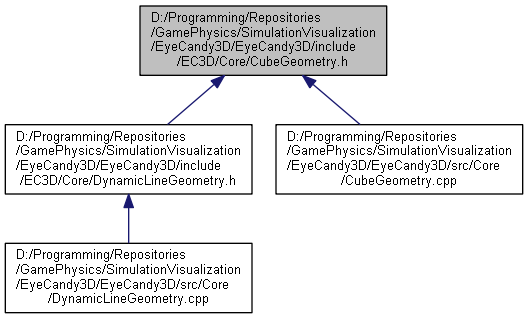 D:/Programming/Repositories
/GamePhysics/SimulationVisualization
/EyeCandy3D/EyeCandy3D/include
/EC3D/Core/CubeGeometry.h
D:/Programming/Repositories
/GamePhysics/SimulationVisualization
/EyeCandy3D/EyeCandy3D/include
/EC3D/Core/DynamicLineGeometry.h
D:/Programming/Repositories
/GamePhysics/SimulationVisualization
/EyeCandy3D/EyeCandy3D/src/Core
/CubeGeometry.cpp
D:/Programming/Repositories
/GamePhysics/SimulationVisualization
/EyeCandy3D/EyeCandy3D/src/Core
/DynamicLineGeometry.cpp